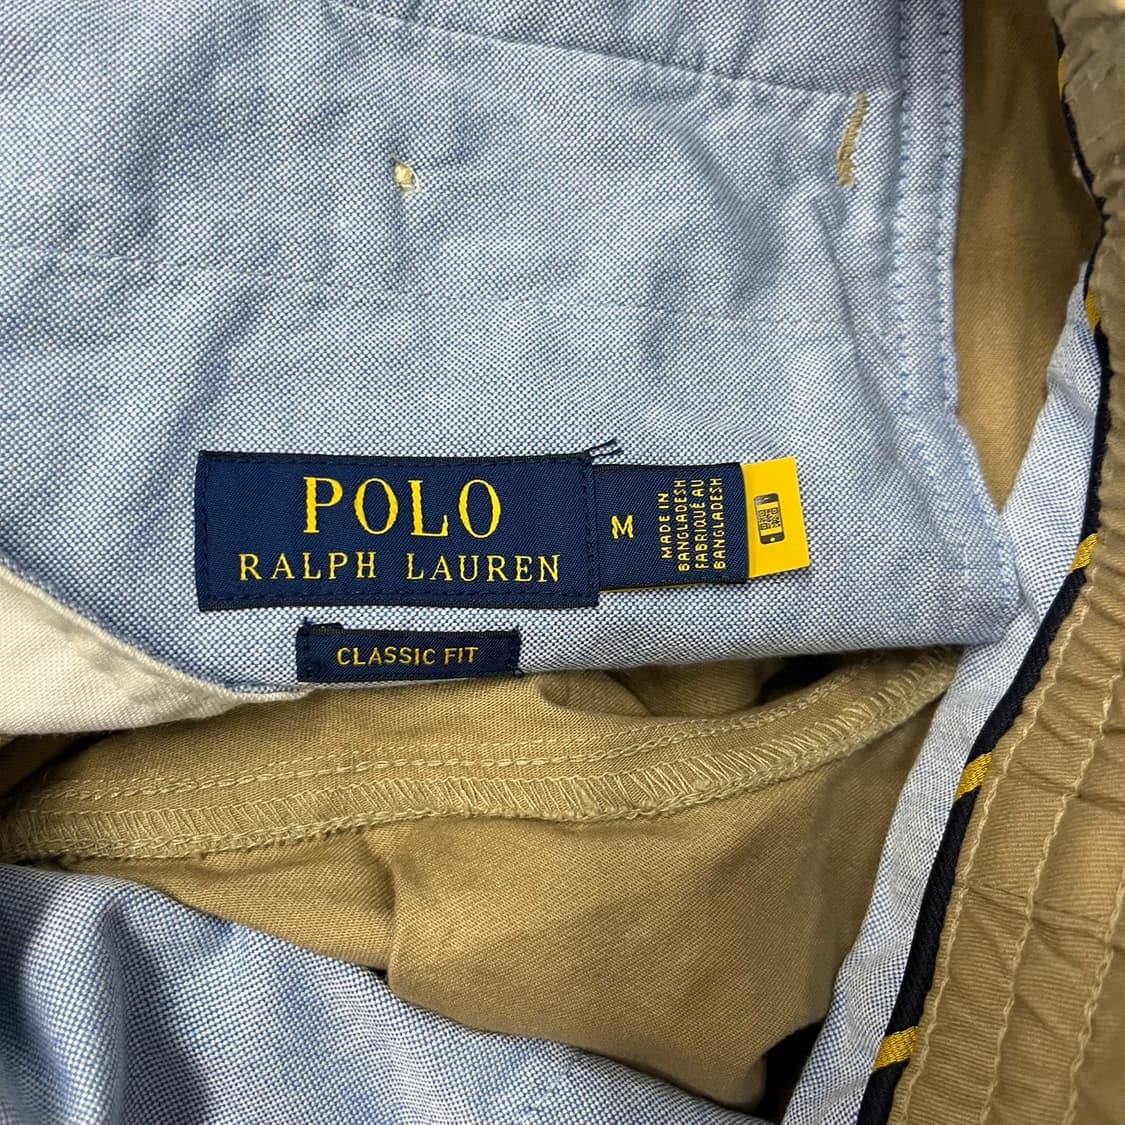 POLO
RALPH LAUREN
M
MADE IN
BANGLADESH
FABRIQUÉ AU
BANGLADESH
CLASSIC FIT